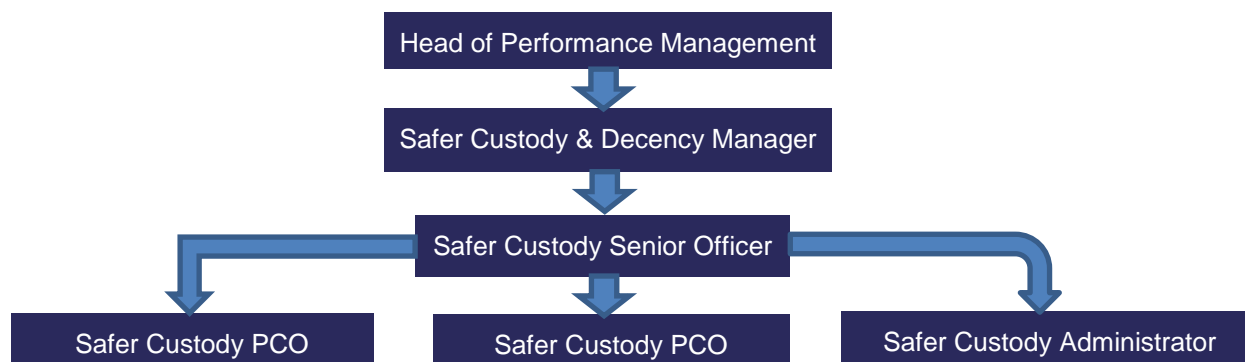 Head of Performance Management
Safer Custody & Decency Manager
Safer Custody Senior Officer
Safer Custody PCO
Safer Custody PCO
Safer Custody Administrator